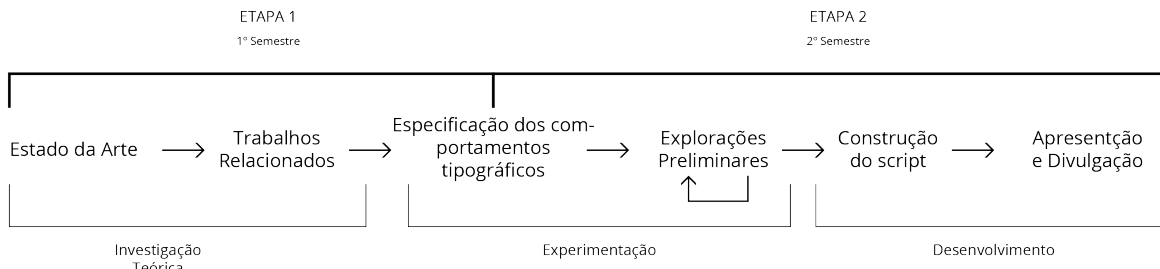 ETAPA 1
1º Semestre
ETAPA 2
2º Semestre
Estado da Arte
Trabalhos
Relacionados
Especificação dos com-
portamentos
tipográficos
Explorações
Preliminares
Construção
do script
Apresentção
e Divulgação
Investigação
Teórica
Experimentação
Desenvolvimento